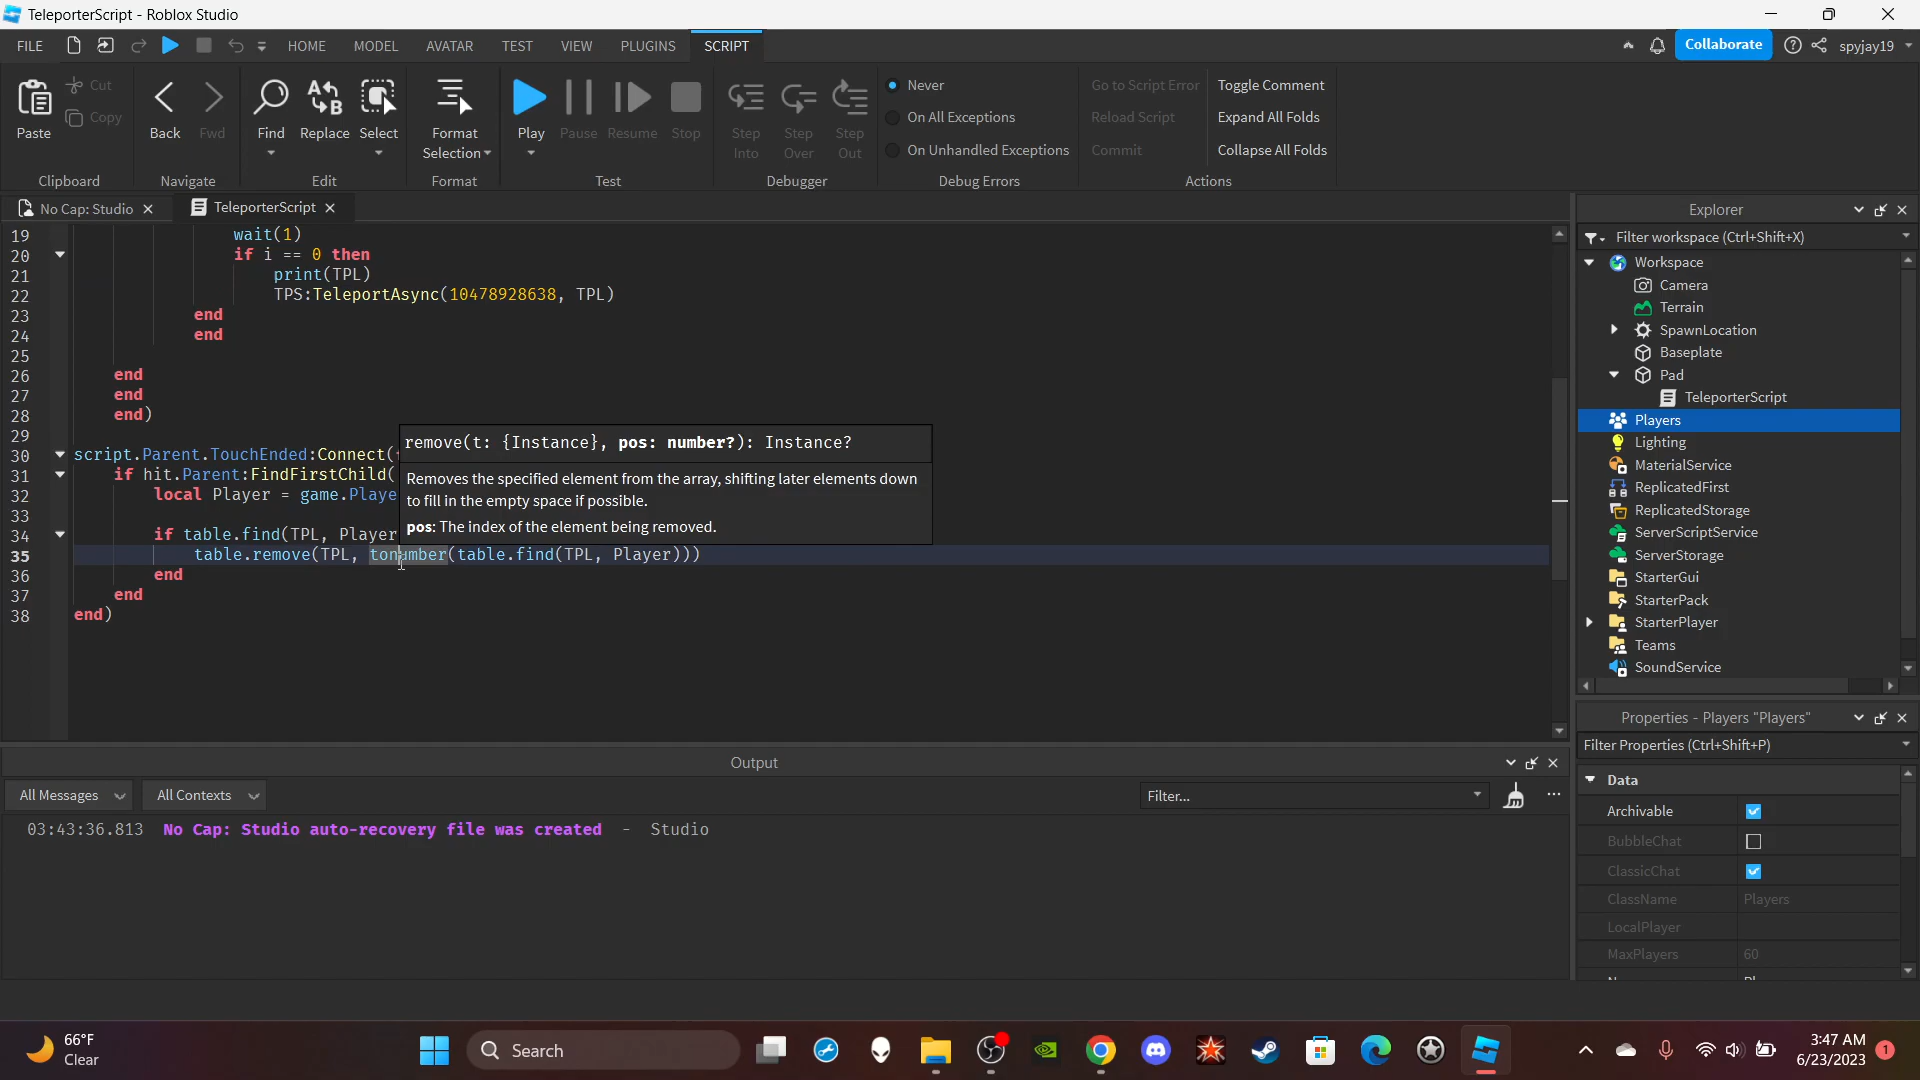 TeleporterScript - Roblox Studio
FILE HOME MODEL AVATAR TEST VIEW PLUGINS SCRIPT Collaborate spyjay19
Paste Cut Copy Back Fwd Find Replace Select Format Selection Play Pause Resume Stop Step Into Step Over Step Out
Never
On All Exceptions
On Unhandled Exceptions
Go to Script Error
Reload Script
Commit
Toggle Comment
Expand All Folds
Collapse All Folds
Clipboard Navigate Edit Format Test Debugger Debug Errors Actions
No Cap: Studio TeleporterScript
19 wait(1)
20 if i == 0 then
21 print(TPL)
22 TPS:TeleportAsync(10478928638, TPL)
23 end
24 end
25
26 end
27 end
28 end)
29
30 script.Parent.TouchEnded:Connect(
31 if hit.Parent:FindFirstChild(
32 local Player = game.Playe
33
34 if table.find(TPL, Player
35 table.remove(TPL, tonumber(table.find(TPL, Player)))
36 end
37 end
38 end)
remove(t: {Instance}, pos: number?): Instance?
Removes the specified element from the array, shifting later elements down
to fill in the empty space if possible.
pos: The index of the element being removed.
Output
All Messages All Contexts Filter...
03:43:36.813 No Cap: Studio auto-recovery file was created - Studio
Explorer
Filter workspace (Ctrl+Shift+X)
Workspace
Camera
Terrain
SpawnLocation
Baseplate
Pad
TeleporterScript
Players
Lighting
MaterialService
ReplicatedFirst
ReplicatedStorage
ServerScriptService
ServerStorage
StarterGui
StarterPack
StarterPlayer
Teams
SoundService
Properties - Players "Players"
Filter Properties (Ctrl+Shift+P)
Data
Archivable
BubbleChat
ClassicChat
ClassName Players
LocalPlayer
MaxPlayers 60
66°F
Clear
Search
3:47 AM
6/23/2023
1